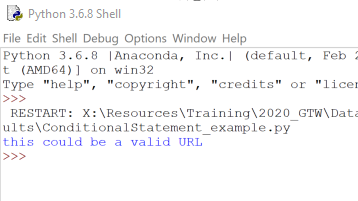 Python 3.6.8 Shell
File Edit Shell Debug Options Window Help
Python 3.6.8 |Anaconda, Inc.| (default, Feb 2
t (AMD64)] on win32
Type "help", "copyright", "credits" or "licen
>>>
RESTART: X:\Resources\Training\2020_GTW\Data
ults\ConditionalStatement_example.py
this could be a valid URL
>>>